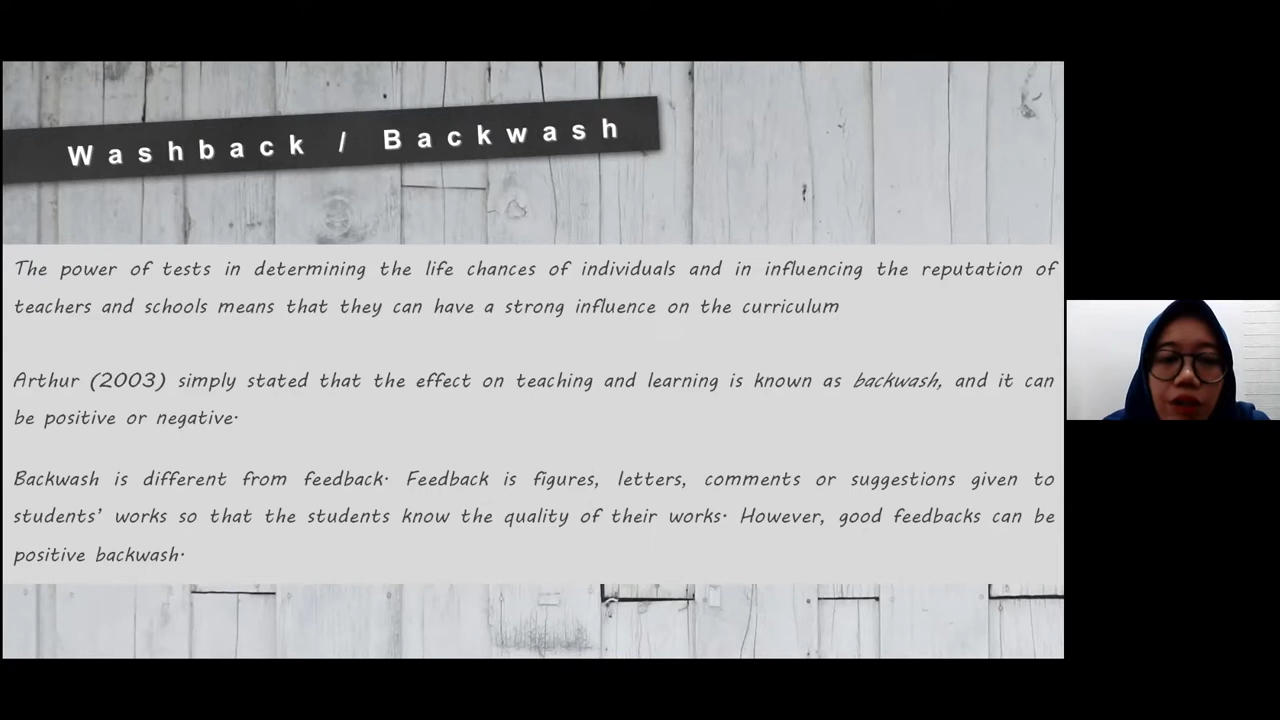 Washback / Backwash
The power of tests in determining the life chances of individuals and in influencing the reputation of
teachers and schools means that they can have a strong influence on the curriculum
Arthur (2003) simply stated that the effect on teaching and learning is known as backwash, and it can
be positive or negative.
Backwash is different from feedback. Feedback is figures, letters, comments or suggestions given to
students’ works so that the students know the quality of their works. However, good feedbacks can be
positive backwash.